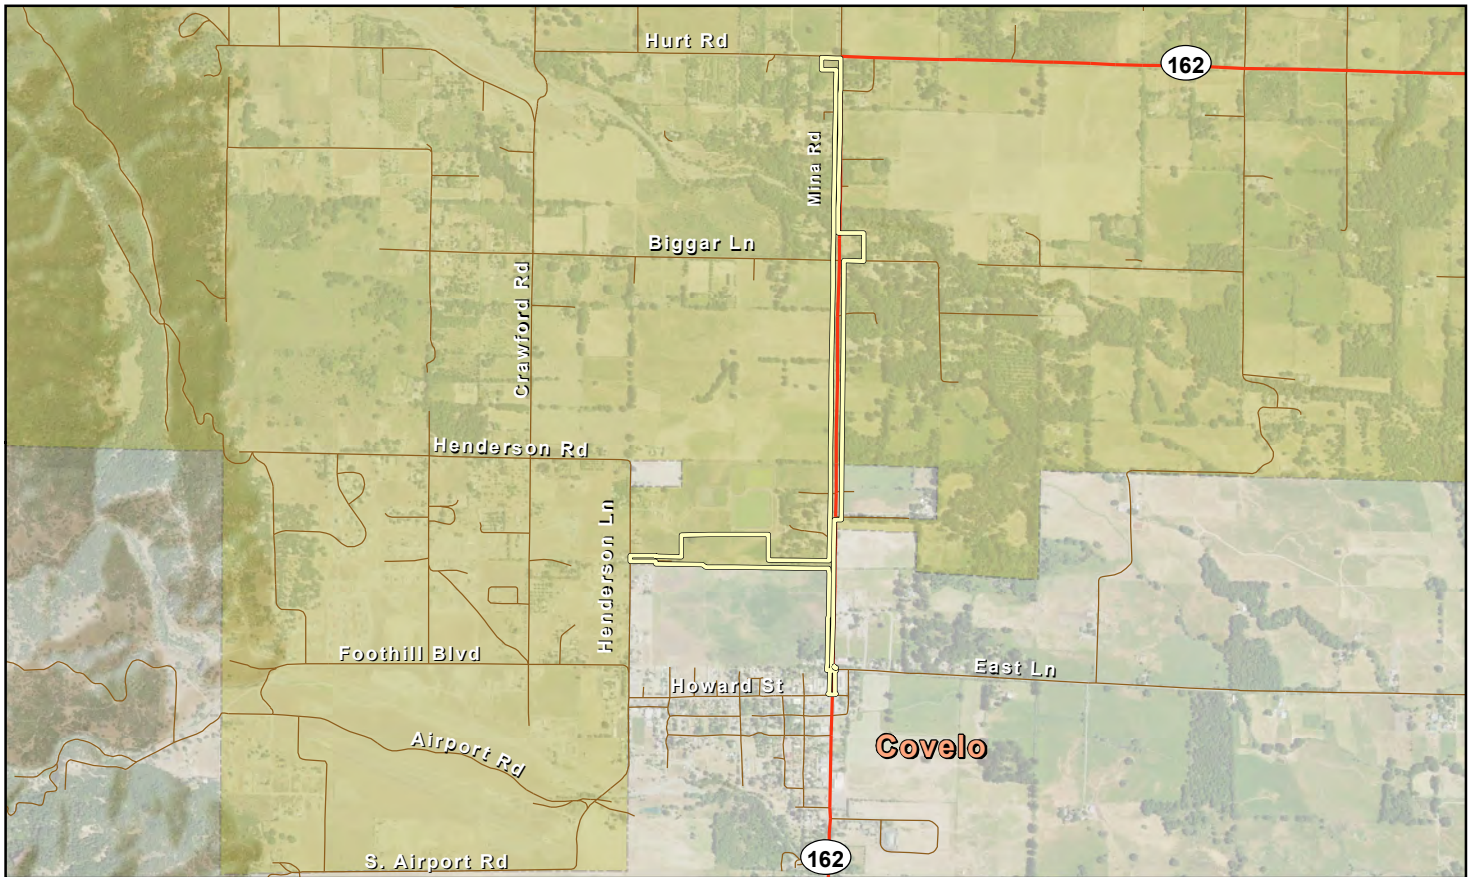 Hurt Rd
162
Mina Rd
Biggar Ln
Crawford Rd
Henderson Rd
Henderson Ln
Foothill Blvd
East Ln
Howard St
Airport Rd
Covelo
S. Airport Rd
162